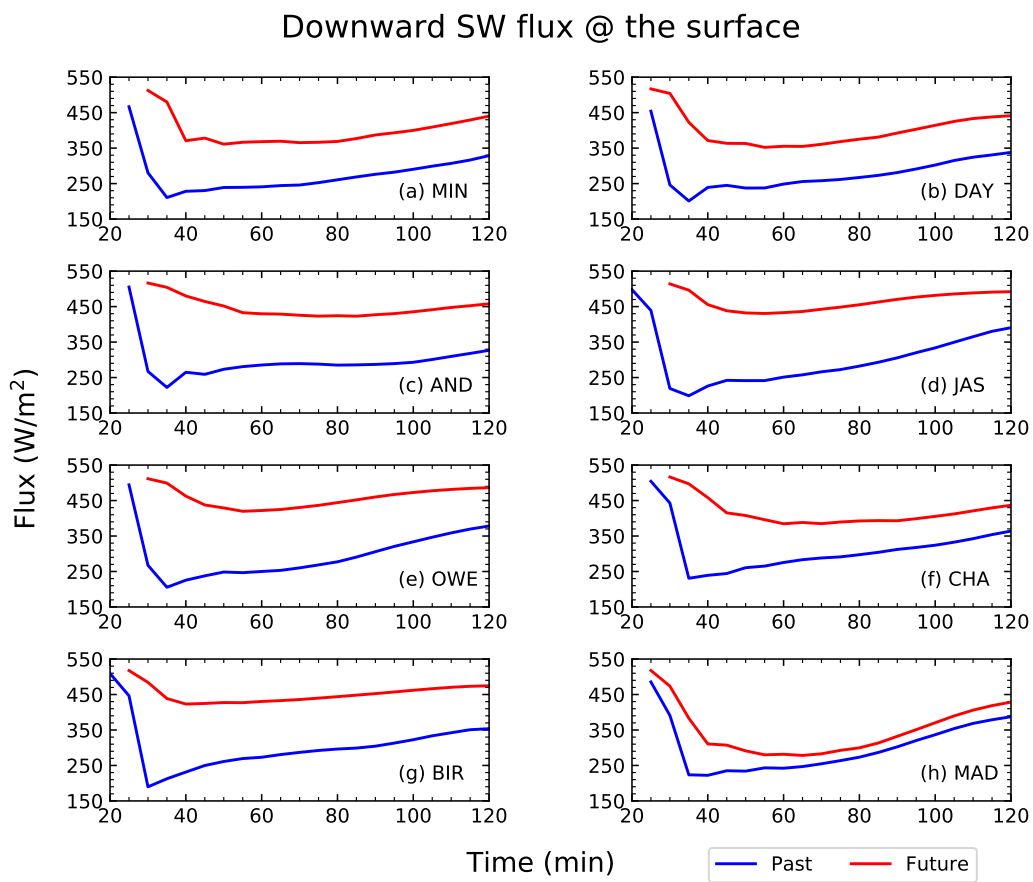 Downward SW flux @ the surface
550
450
350
250
150
20 40 60 80 100 120
(a) MIN
550
450
350
250
150
20 40 60 80 100 120
(b) DAY
550
450
350
250
150
20 40 60 80 100 120
(c) AND
550
450
350
250
150
20 40 60 80 100 120
(d) JAS
550
450
350
250
150
20 40 60 80 100 120
(e) OWE
550
450
350
250
150
20 40 60 80 100 120
(f) CHA
550
450
350
250
150
20 40 60 80 100 120
(g) BIR
550
450
350
250
150
20 40 60 80 100 120
(h) MAD
Flux (W/m²)
Time (min)
Past Future